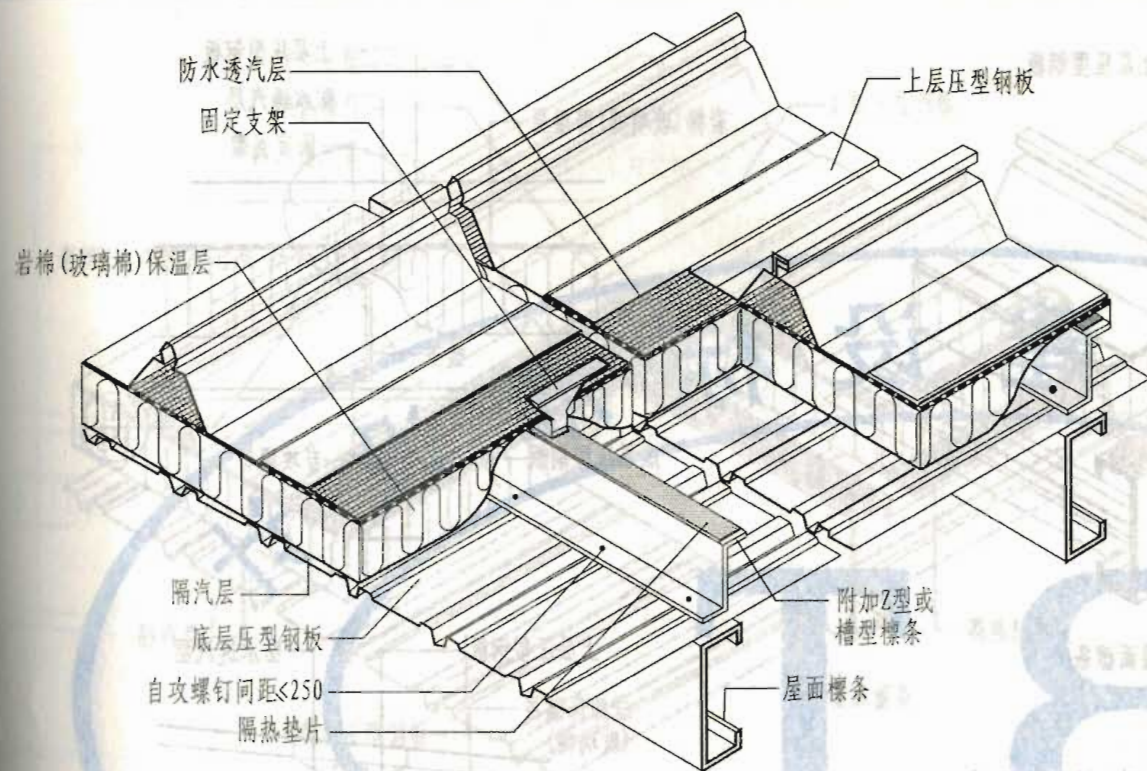 防水透汽层
上层压型钢板
固定支架
岩棉(玻璃棉)保温层
隔汽层
底层压型钢板
附加Z型或
槽型檩条
自攻螺钉间距≤250
屋面檩条
隔热垫片